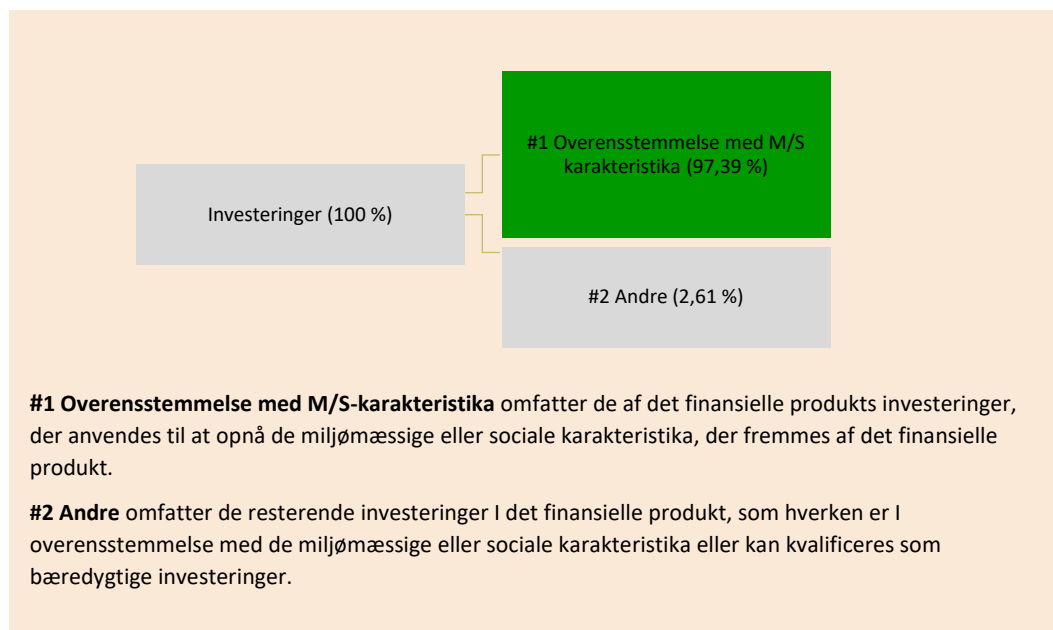 #1 Overensstemmelse med M/S
karakteristika (97,39 %)
Investeringer (100 %)
#2 Andre (2,61 %)
#1 Overensstemmelse med M/S-karakteristika omfatter de af det finansielle produkts investeringer,
der anvendes til at opnå de miljømæssige eller sociale karakteristika, der fremmes af det finansielle
produkt.
#2 Andre omfatter de resterende investeringer I det finansielle produkt, som hverken er I
overensstemmelse med de miljømæssige eller sociale karakteristika eller kan kvalificeres som
bæredygtige investeringer.